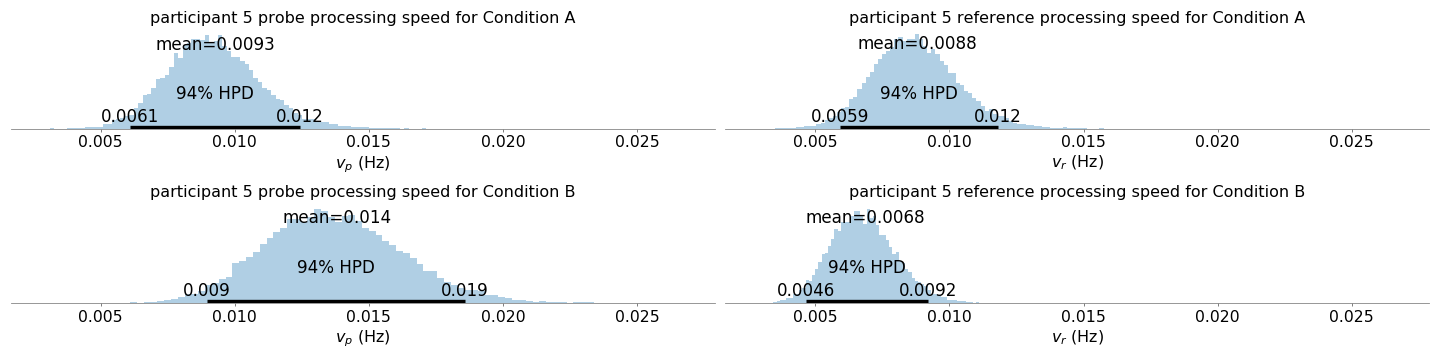 participant 5 probe processing speed for Condition A
mean=0.0093
94% HPD
0.0061 0.012
0.005 0.010 0.015 0.020 0.025
v_p (Hz)
participant 5 reference processing speed for Condition A
mean=0.0088
94% HPD
0.0059 0.012
0.005 0.010 0.015 0.020 0.025
v_r (Hz)
participant 5 probe processing speed for Condition B
mean=0.014
94% HPD
0.009 0.019
0.005 0.010 0.015 0.020 0.025
v_p (Hz)
participant 5 reference processing speed for Condition B
mean=0.0068
94% HPD
0.0046 0.0092
0.005 0.010 0.015 0.020 0.025
v_r (Hz)